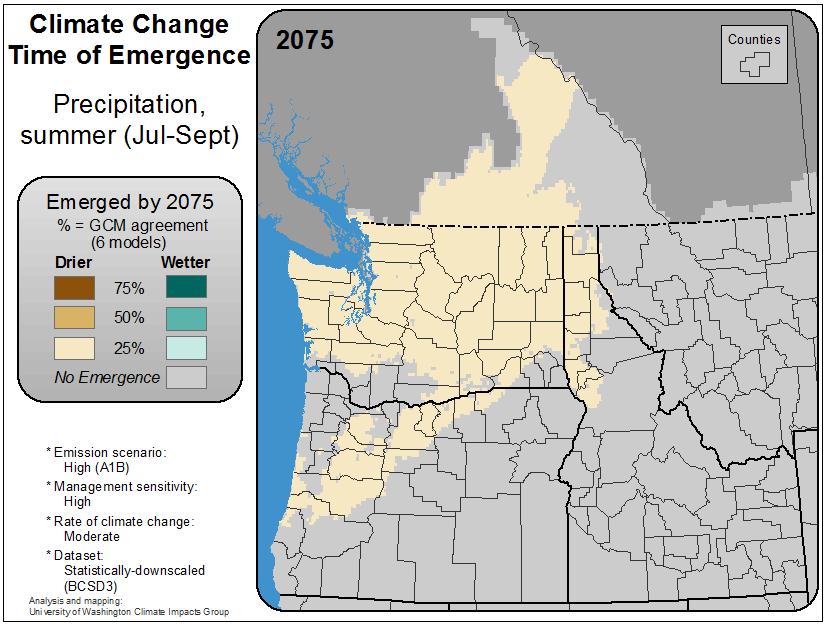 Climate Change
Time of Emergence
Precipitation,
summer (Jul-Sept)
Emerged by 2075
% = GCM agreement
(6 models)
Drier Wetter
75%
50%
25%
No Emergence
* Emission scenario:
High (A1B)
* Management sensitivity:
High
* Rate of climate change:
Moderate
* Dataset:
Statistically-downscaled
(BCSD3)
Analysis and mapping:
University of Washington Climate Impacts Group
2075
Counties